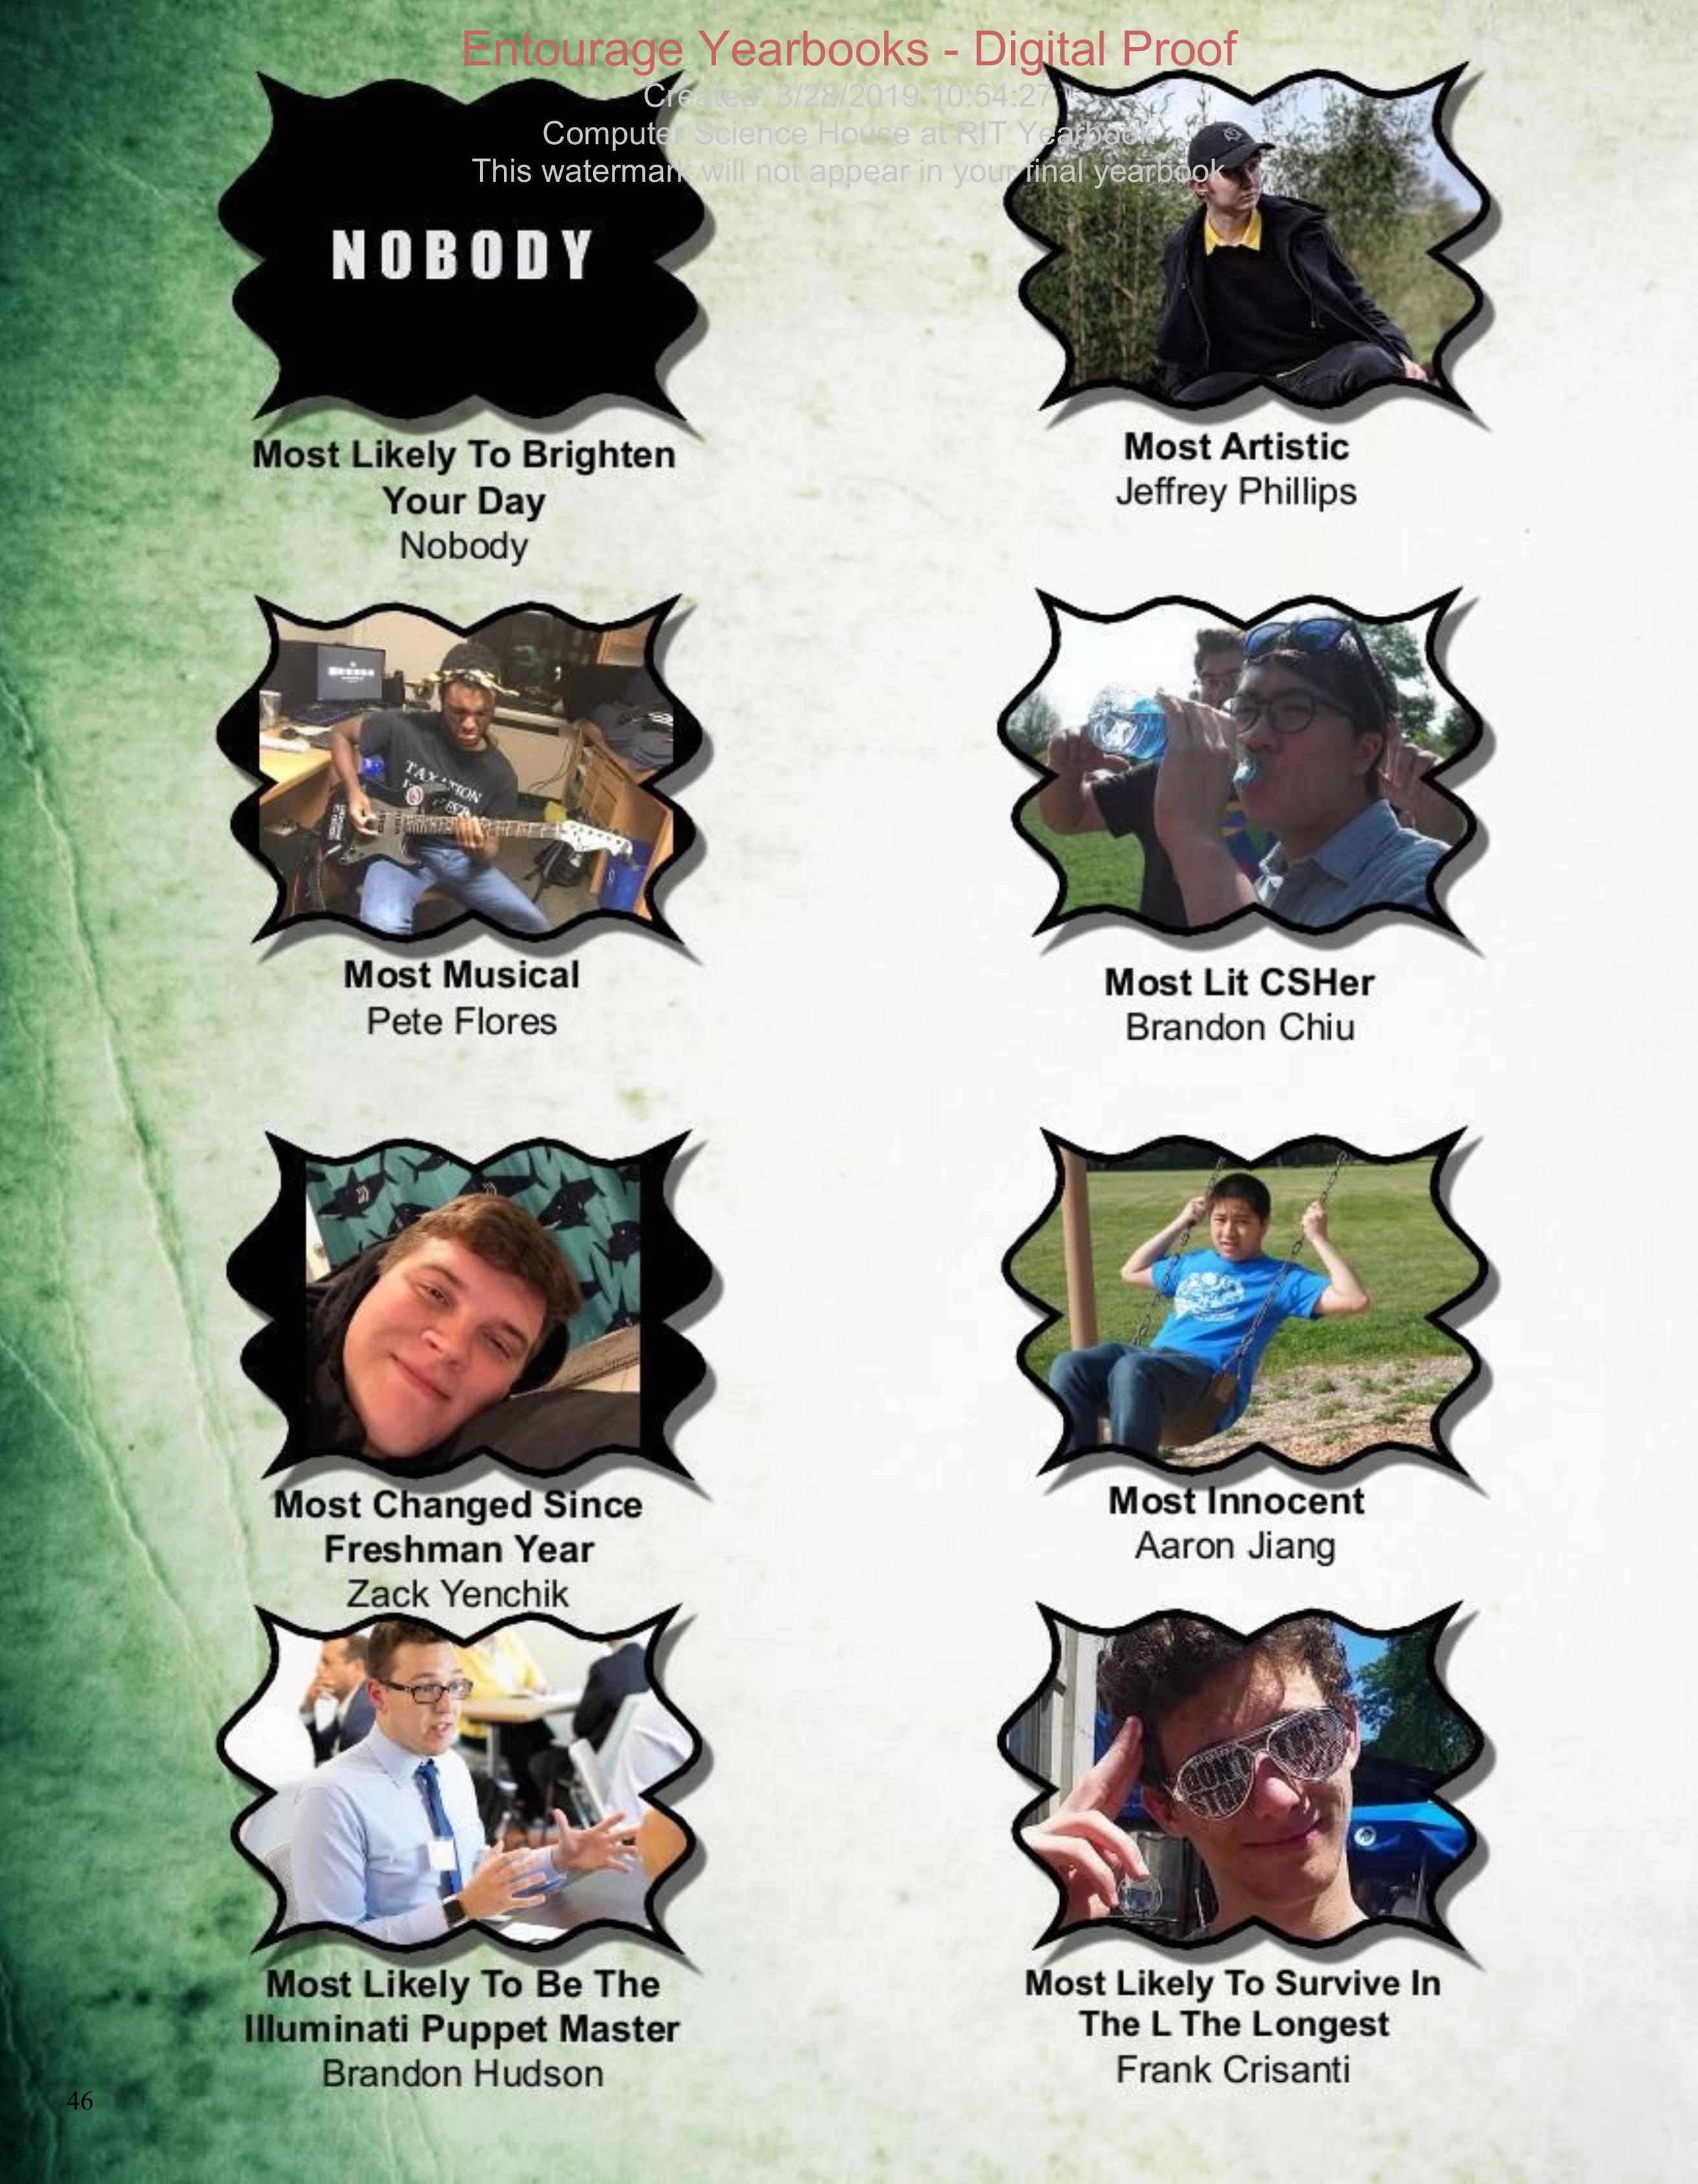 Entourage Yearbooks - Digital Proof
Created: 3/28/2019 10:54:27
Computer Science House at RIT Yearbook
This watermark will not appear in your final yearbook
NOBODY
Most Likely To Brighten
Your Day
Nobody
Most Artistic
Jeffrey Phillips
TAXATION
Most Musical
Pete Flores
Most Lit CSHer
Brandon Chiu
Most Changed Since
Freshman Year
Zack Yenchik
Most Innocent
Aaron Jiang
Most Likely To Be The
Illuminati Puppet Master
Brandon Hudson
Most Likely To Survive In
The L The Longest
Frank Crisanti
46